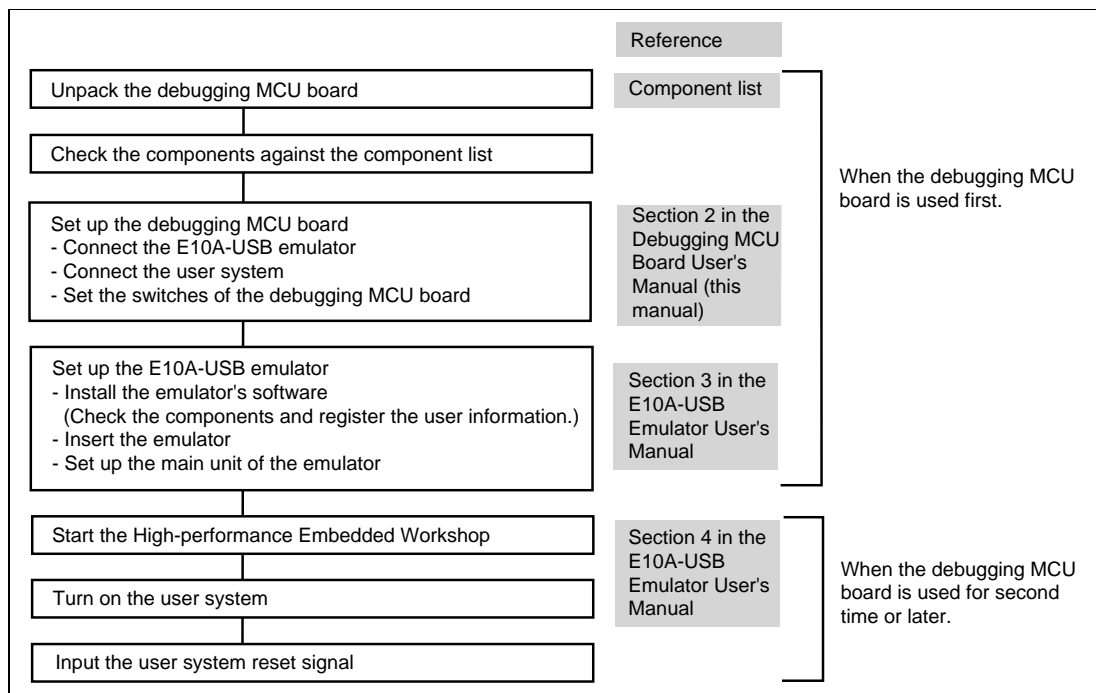 Reference
Unpack the debugging MCU board
Component list
Check the components against the component list
When the debugging MCU
board is used first.
Set up the debugging MCU board
- Connect the E10A-USB emulator
- Connect the user system
- Set the switches of the debugging MCU board
Section 2 in the
Debugging MCU
Board User's
Manual (this
manual)
Set up the E10A-USB emulator
- Install the emulator's software
(Check the components and register the user information.)
- Insert the emulator
- Set up the main unit of the emulator
Section 3 in the
E10A-USB
Emulator User's
Manual
Start the High-performance Embedded Workshop
Turn on the user system
Input the user system reset signal
Section 4 in the
E10A-USB
Emulator User's
Manual
When the debugging MCU
board is used for second
time or later.